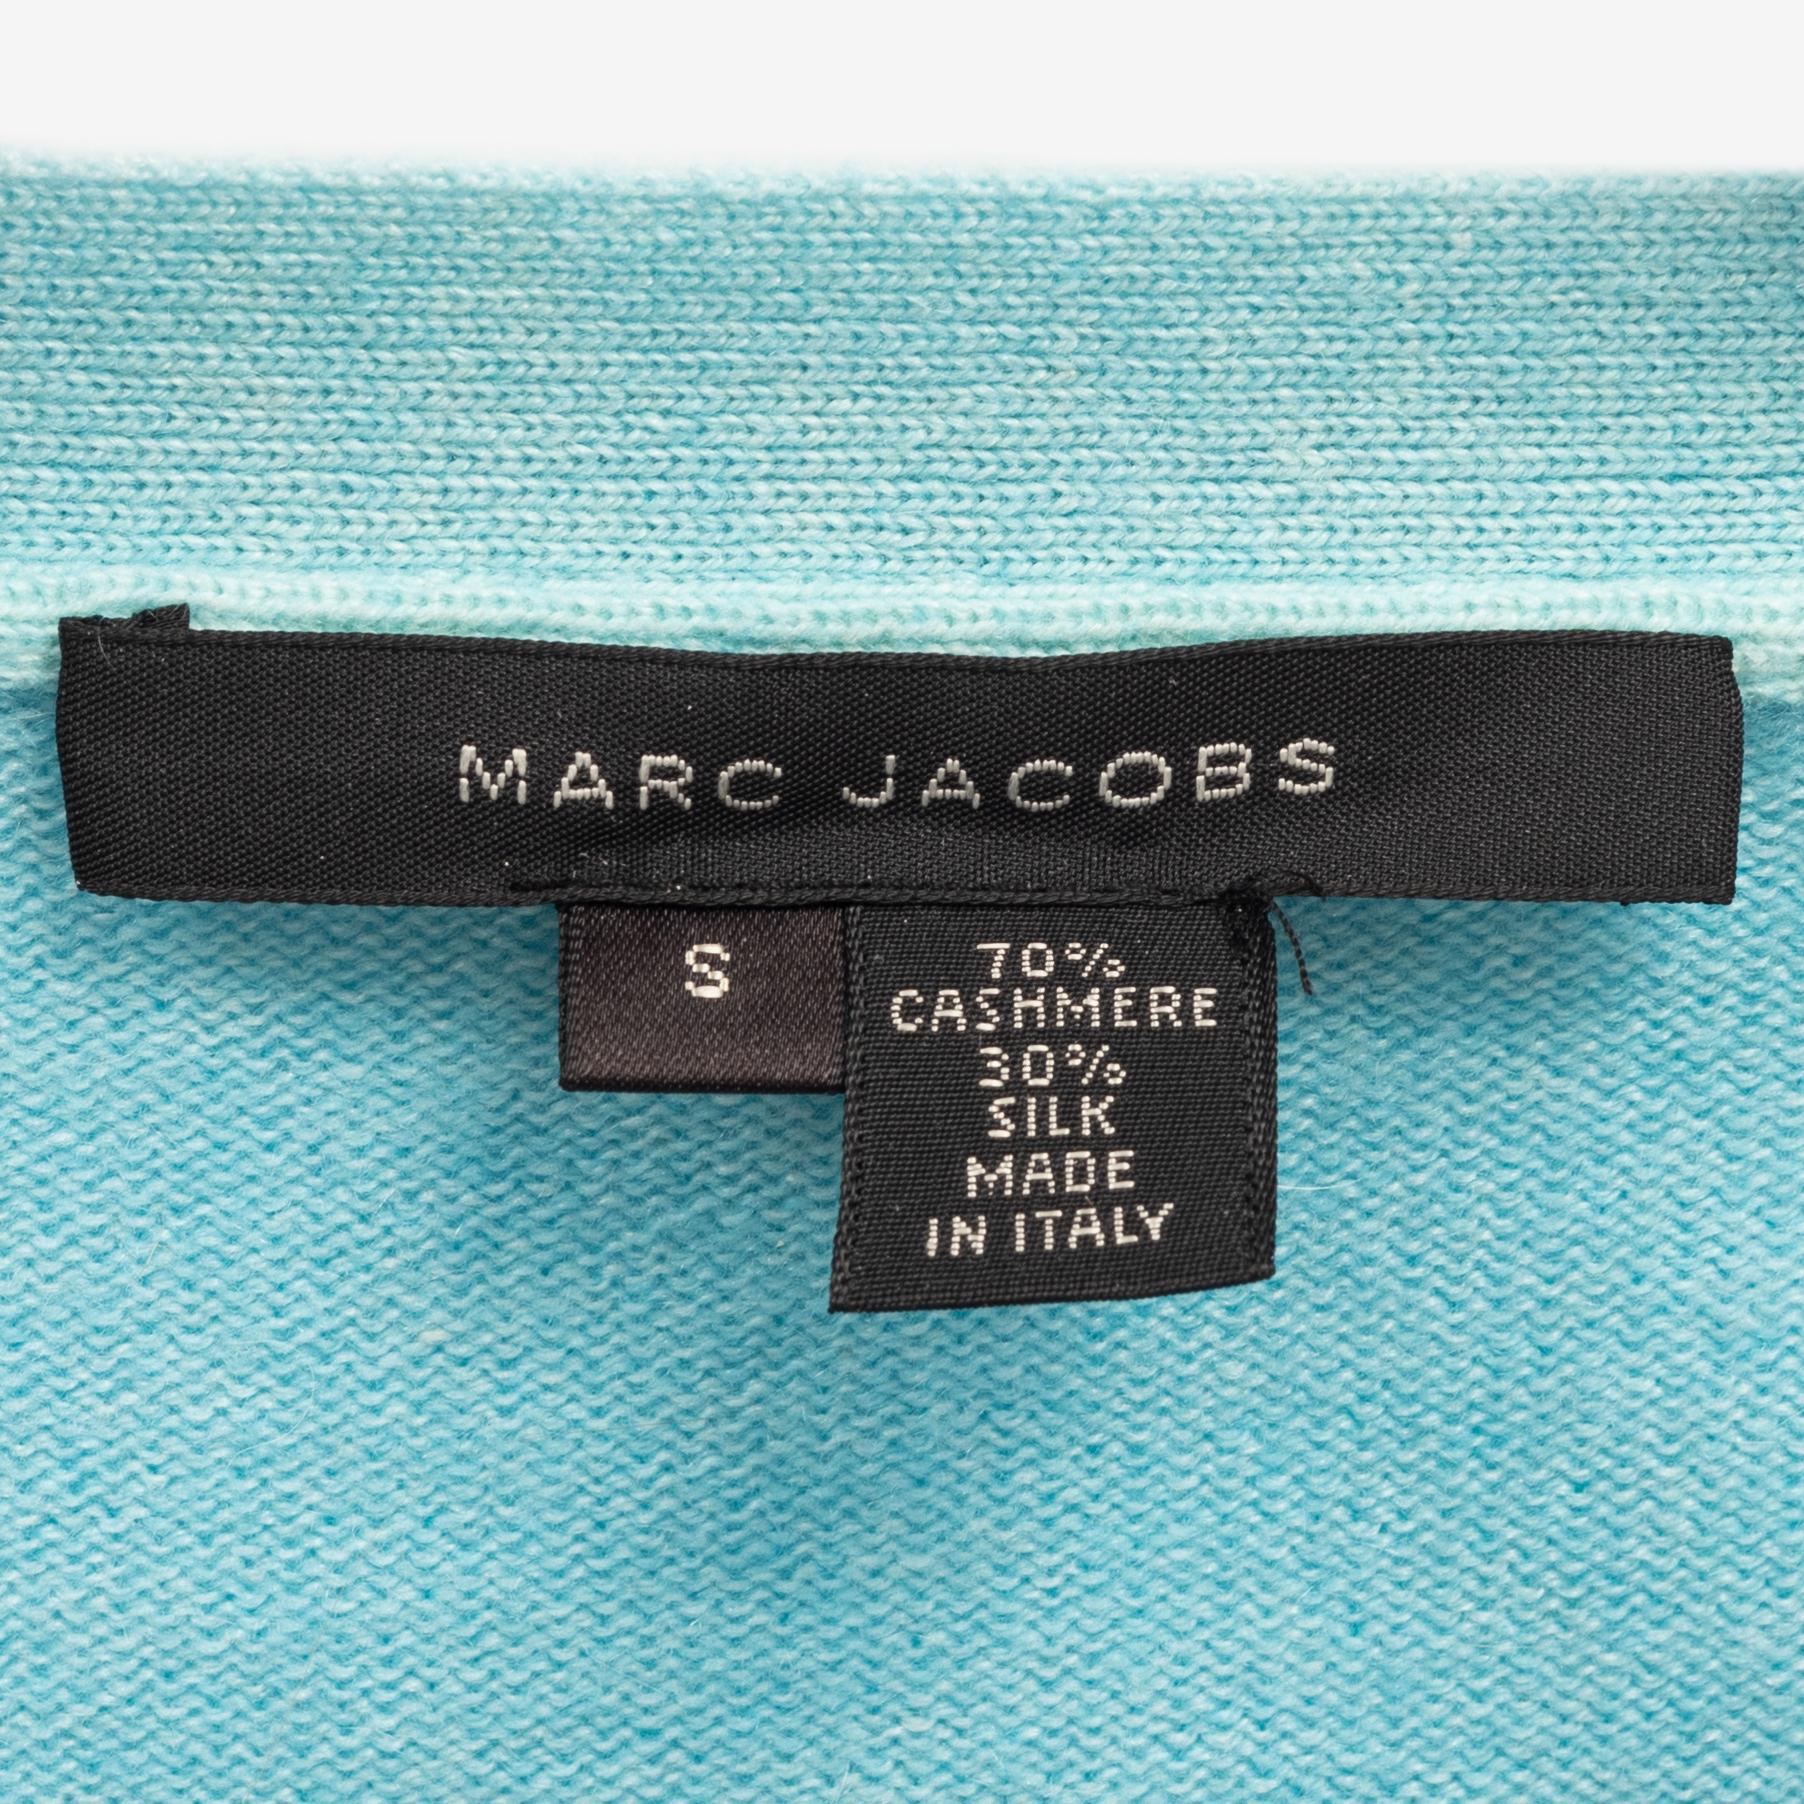 MARC JACOBS
S
70%
CASHMERE
30%
SILK
MADE
IN ITALY